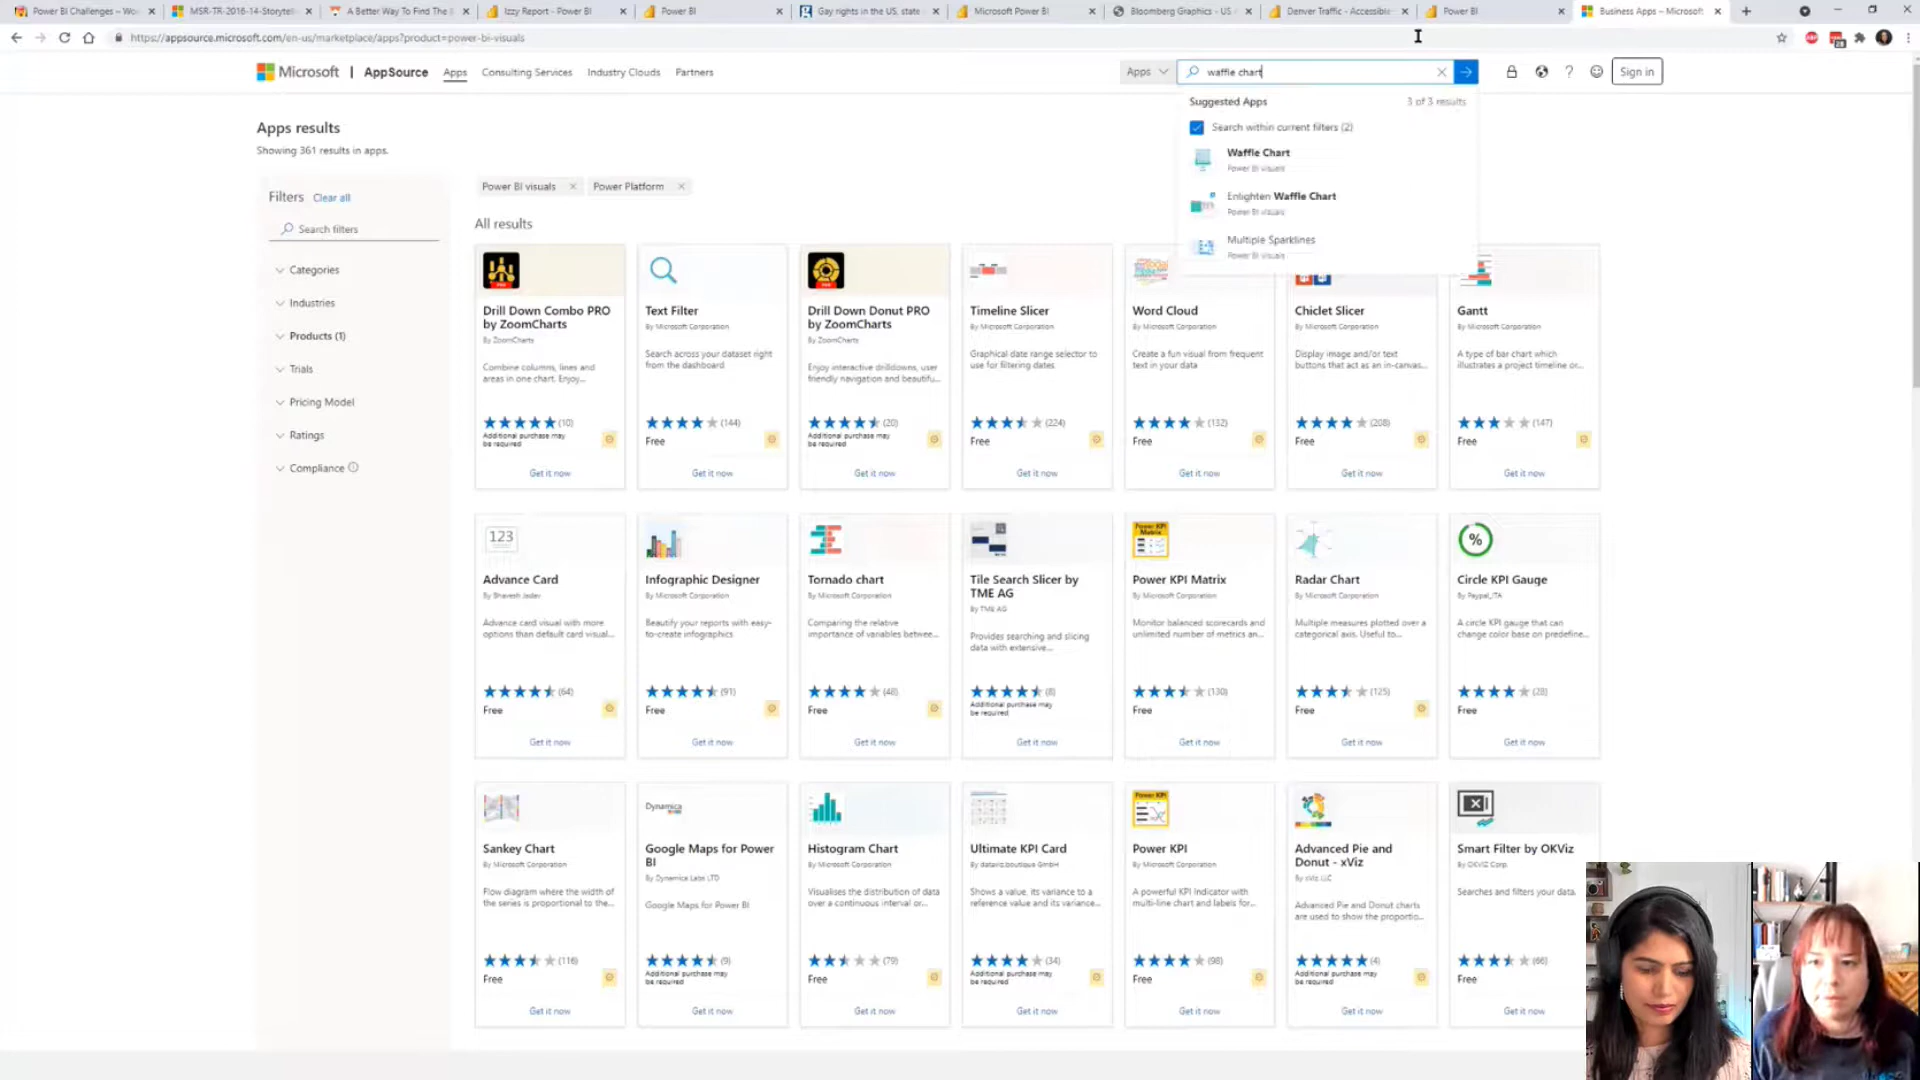 Power BI Challenges – Wo
MSR-TR-2016-14-Storytell
A Better Way To Find The
Izzy Report - Power BI
Power BI
Gay rights in the US, state
Microsoft Power BI
Bloomberg Graphics - US
Denver Traffic - Accessible
Power BI
Business Apps – Microsoft
https://appsource.microsoft.com/en-us/marketplace/apps?product=power-bi-visuals
Microsoft | AppSource Apps Consulting Services Industry Clouds Partners
Apps waffle chart
Sign in
Suggested Apps 3 of 3 results
Search within current filters (2)
Waffle Chart
Power BI visuals
Enlighten Waffle Chart
Power BI visuals
Multiple Sparklines
Power BI visuals
Apps results
Showing 361 results in apps.
Filters Clear all
Search filters
Categories
Industries
Products (1)
Trials
Pricing Model
Ratings
Compliance
Power BI visuals
Power Platform
All results
Drill Down Combo PRO
by ZoomCharts
By ZoomCharts
Combine columns, lines and
areas in one chart. Enjoy...
(10)
Additional purchase may
be required
Get it now
Text Filter
By Microsoft Corporation
Search across your dataset right
from the dashboard
(144)
Free
Get it now
Drill Down Donut PRO
by ZoomCharts
By ZoomCharts
Enjoy interactive drilldowns, user
friendly navigation and beautifu...
(20)
Additional purchase may
be required
Get it now
Timeline Slicer
By Microsoft Corporation
Graphical date range selector to
use for filtering dates
(224)
Free
Get it now
Word Cloud
By Microsoft Corporation
Create a fun visual from frequent
text in your data
(132)
Free
Get it now
Chiclet Slicer
By Microsoft Corporation
Display image and/or text
buttons that act as an in-canvas...
(208)
Free
Get it now
Gantt
By Microsoft Corporation
A type of bar chart which
illustrates a project timeline or...
(147)
Free
Get it now
123
Advance Card
By Bhavesh Jadav
Advance card visual with more
options than default card visual...
(64)
Free
Get it now
Infographic Designer
By Microsoft Corporation
Beautify your reports with easy-
to-create infographics
(91)
Free
Get it now
Tornado chart
By Microsoft Corporation
Comparing the relative
importance of variables betwee...
(48)
Free
Get it now
Tile Search Slicer by
TME AG
By TME AG
Provides searching and slicing
data with extensive...
(8)
Additional purchase may
be required
Get it now
Power KPI
Matrix
Power KPI Matrix
By Microsoft Corporation
Monitor balanced scorecards and
unlimited number of metrics an...
(130)
Free
Get it now
Radar Chart
By Microsoft Corporation
Multiple measures plotted over a
categorical axis. Useful to...
(125)
Free
Get it now
%
Circle KPI Gauge
By Paypal_ITA
A circle KPI gauge that can
change color base on predefine...
(28)
Free
Get it now
Sankey Chart
By Microsoft Corporation
Flow diagram where the width of
the series is proportional to the...
(116)
Free
Get it now
Dynamica
Google Maps for Power
BI
By Dynamica Labs LTD
Google Maps for Power BI
(9)
Additional purchase may
be required
Get it now
Histogram Chart
By Microsoft Corporation
Visualises the distribution of data
over a continuous interval or...
(79)
Free
Get it now
Ultimate KPI Card
By dataviz.boutique GmbH
Shows a value, its variance to a
reference value and its variance...
(34)
Additional purchase may
be required
Get it now
Power KPI
Power KPI
By Microsoft Corporation
A powerful KPI Indicator with
multi-line chart and labels for...
(98)
Free
Get it now
Advanced Pie and
Donut - xViz
By xViz LLC
Advanced Pie and Donut charts
are used to show the proportio...
(4)
Additional purchase may
be required
Get it now
Smart Filter by OKViz
By OKViz Corp.
Searches and filters your data.
(66)
Free
Get it now